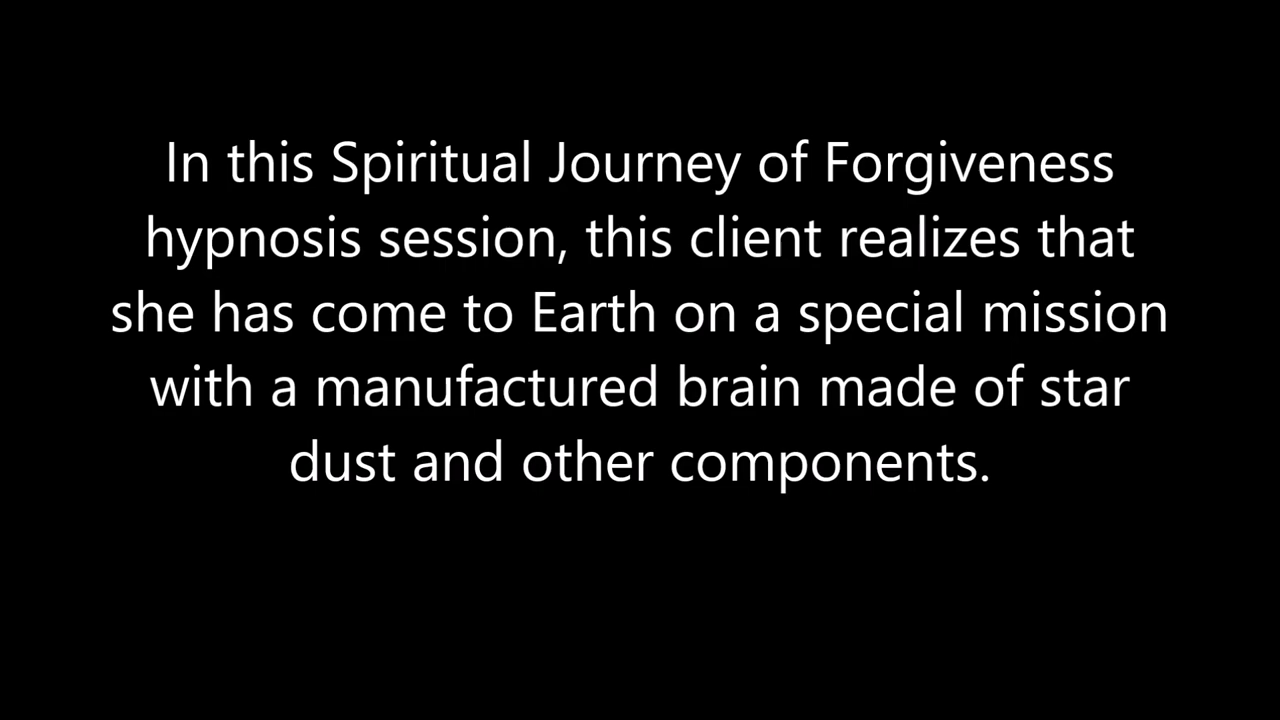 In this Spiritual Journey of Forgiveness
hypnosis session, this client realizes that
she has come to Earth on a special mission
with a manufactured brain made of star
dust and other components.